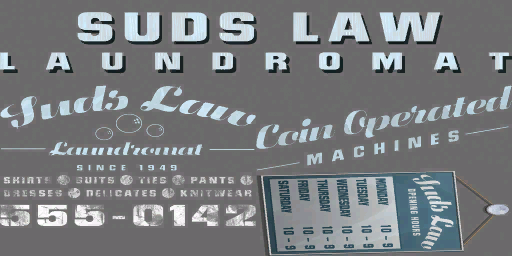 SUDS LAW
LAUNDROMAT
Suds Law
Laundromat
SINCE 1949
SHIRTS SUITS TIES PANTS
DRESSES DELICATES KNITWEAR
555-0142
Coin Operated
MACHINES
Suds Law
OPENING HOURS
MONDAY 10 - 9
TUESDAY 10 - 9
WEDNESDAY 10 - 9
THURSDAY 10 - 9
FRIDAY 10 - 9
SATURDAY 10 - 9